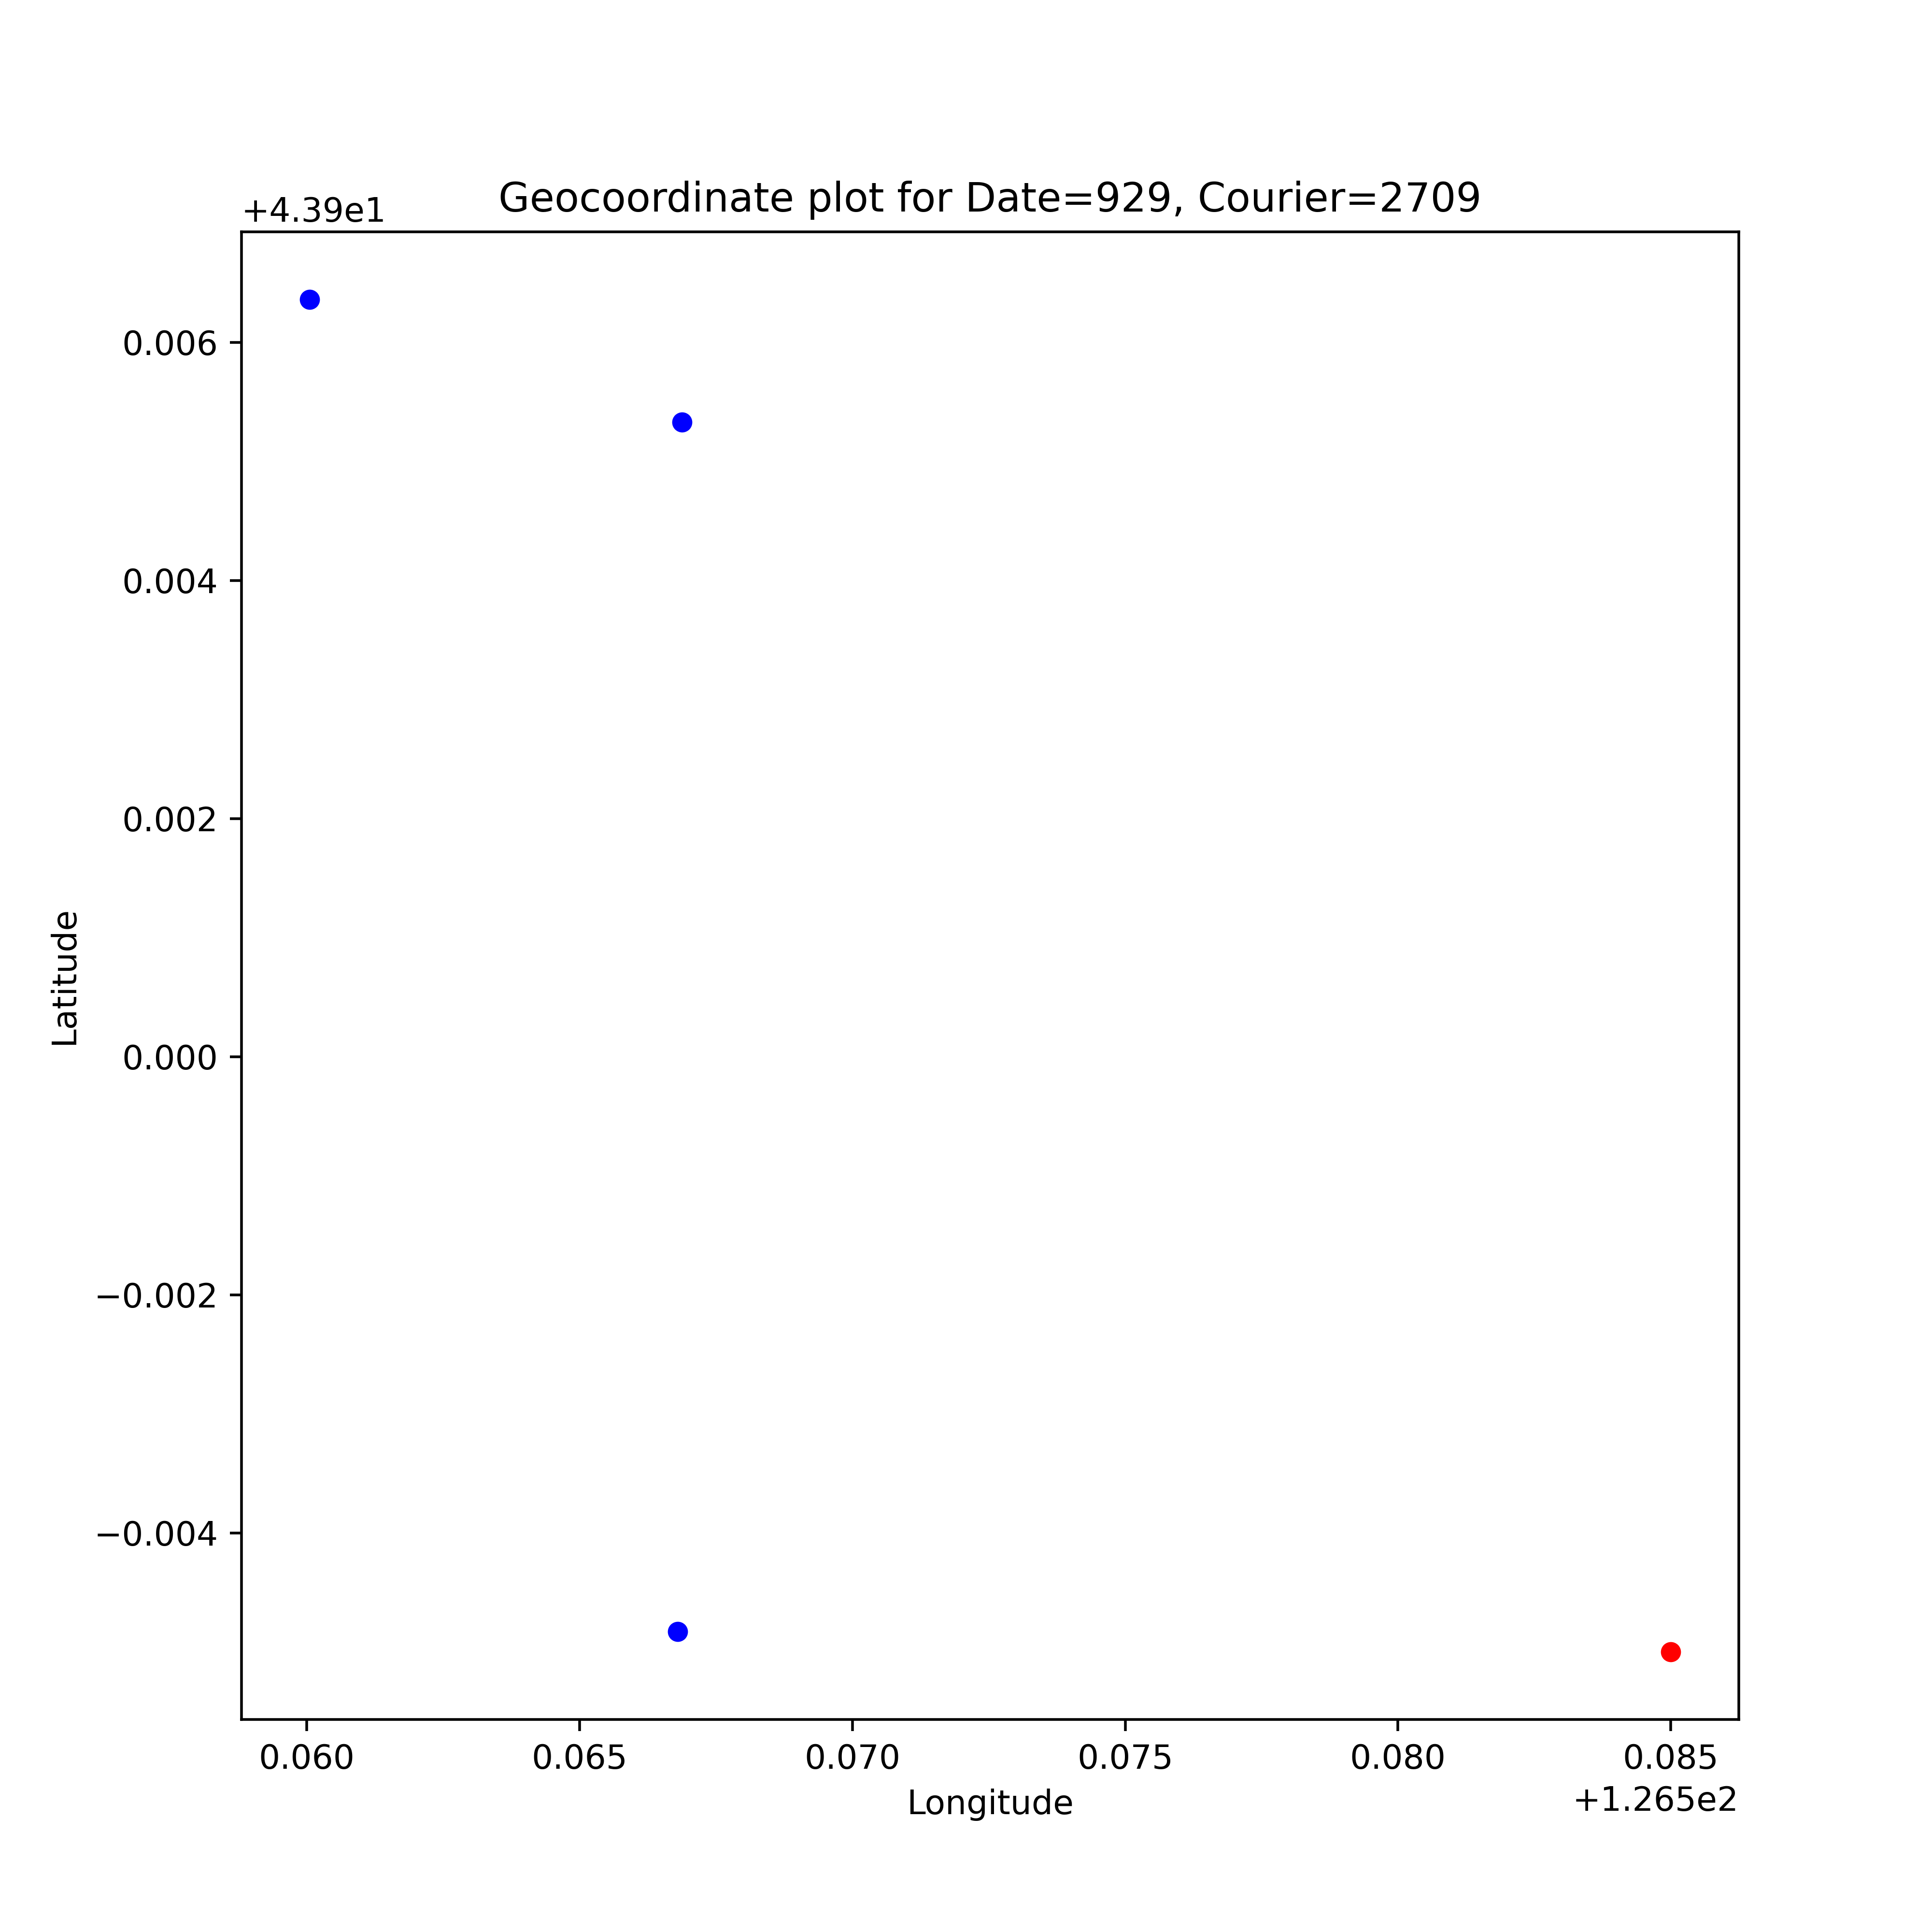 Geocoordinate plot for Date=929, Courier=2709
+4.39e1
0.006
0.004
0.002
0.000
−0.002
−0.004
Latitude
0.060 0.065 0.070 0.075 0.080 0.085
Longitude
+1.265e2